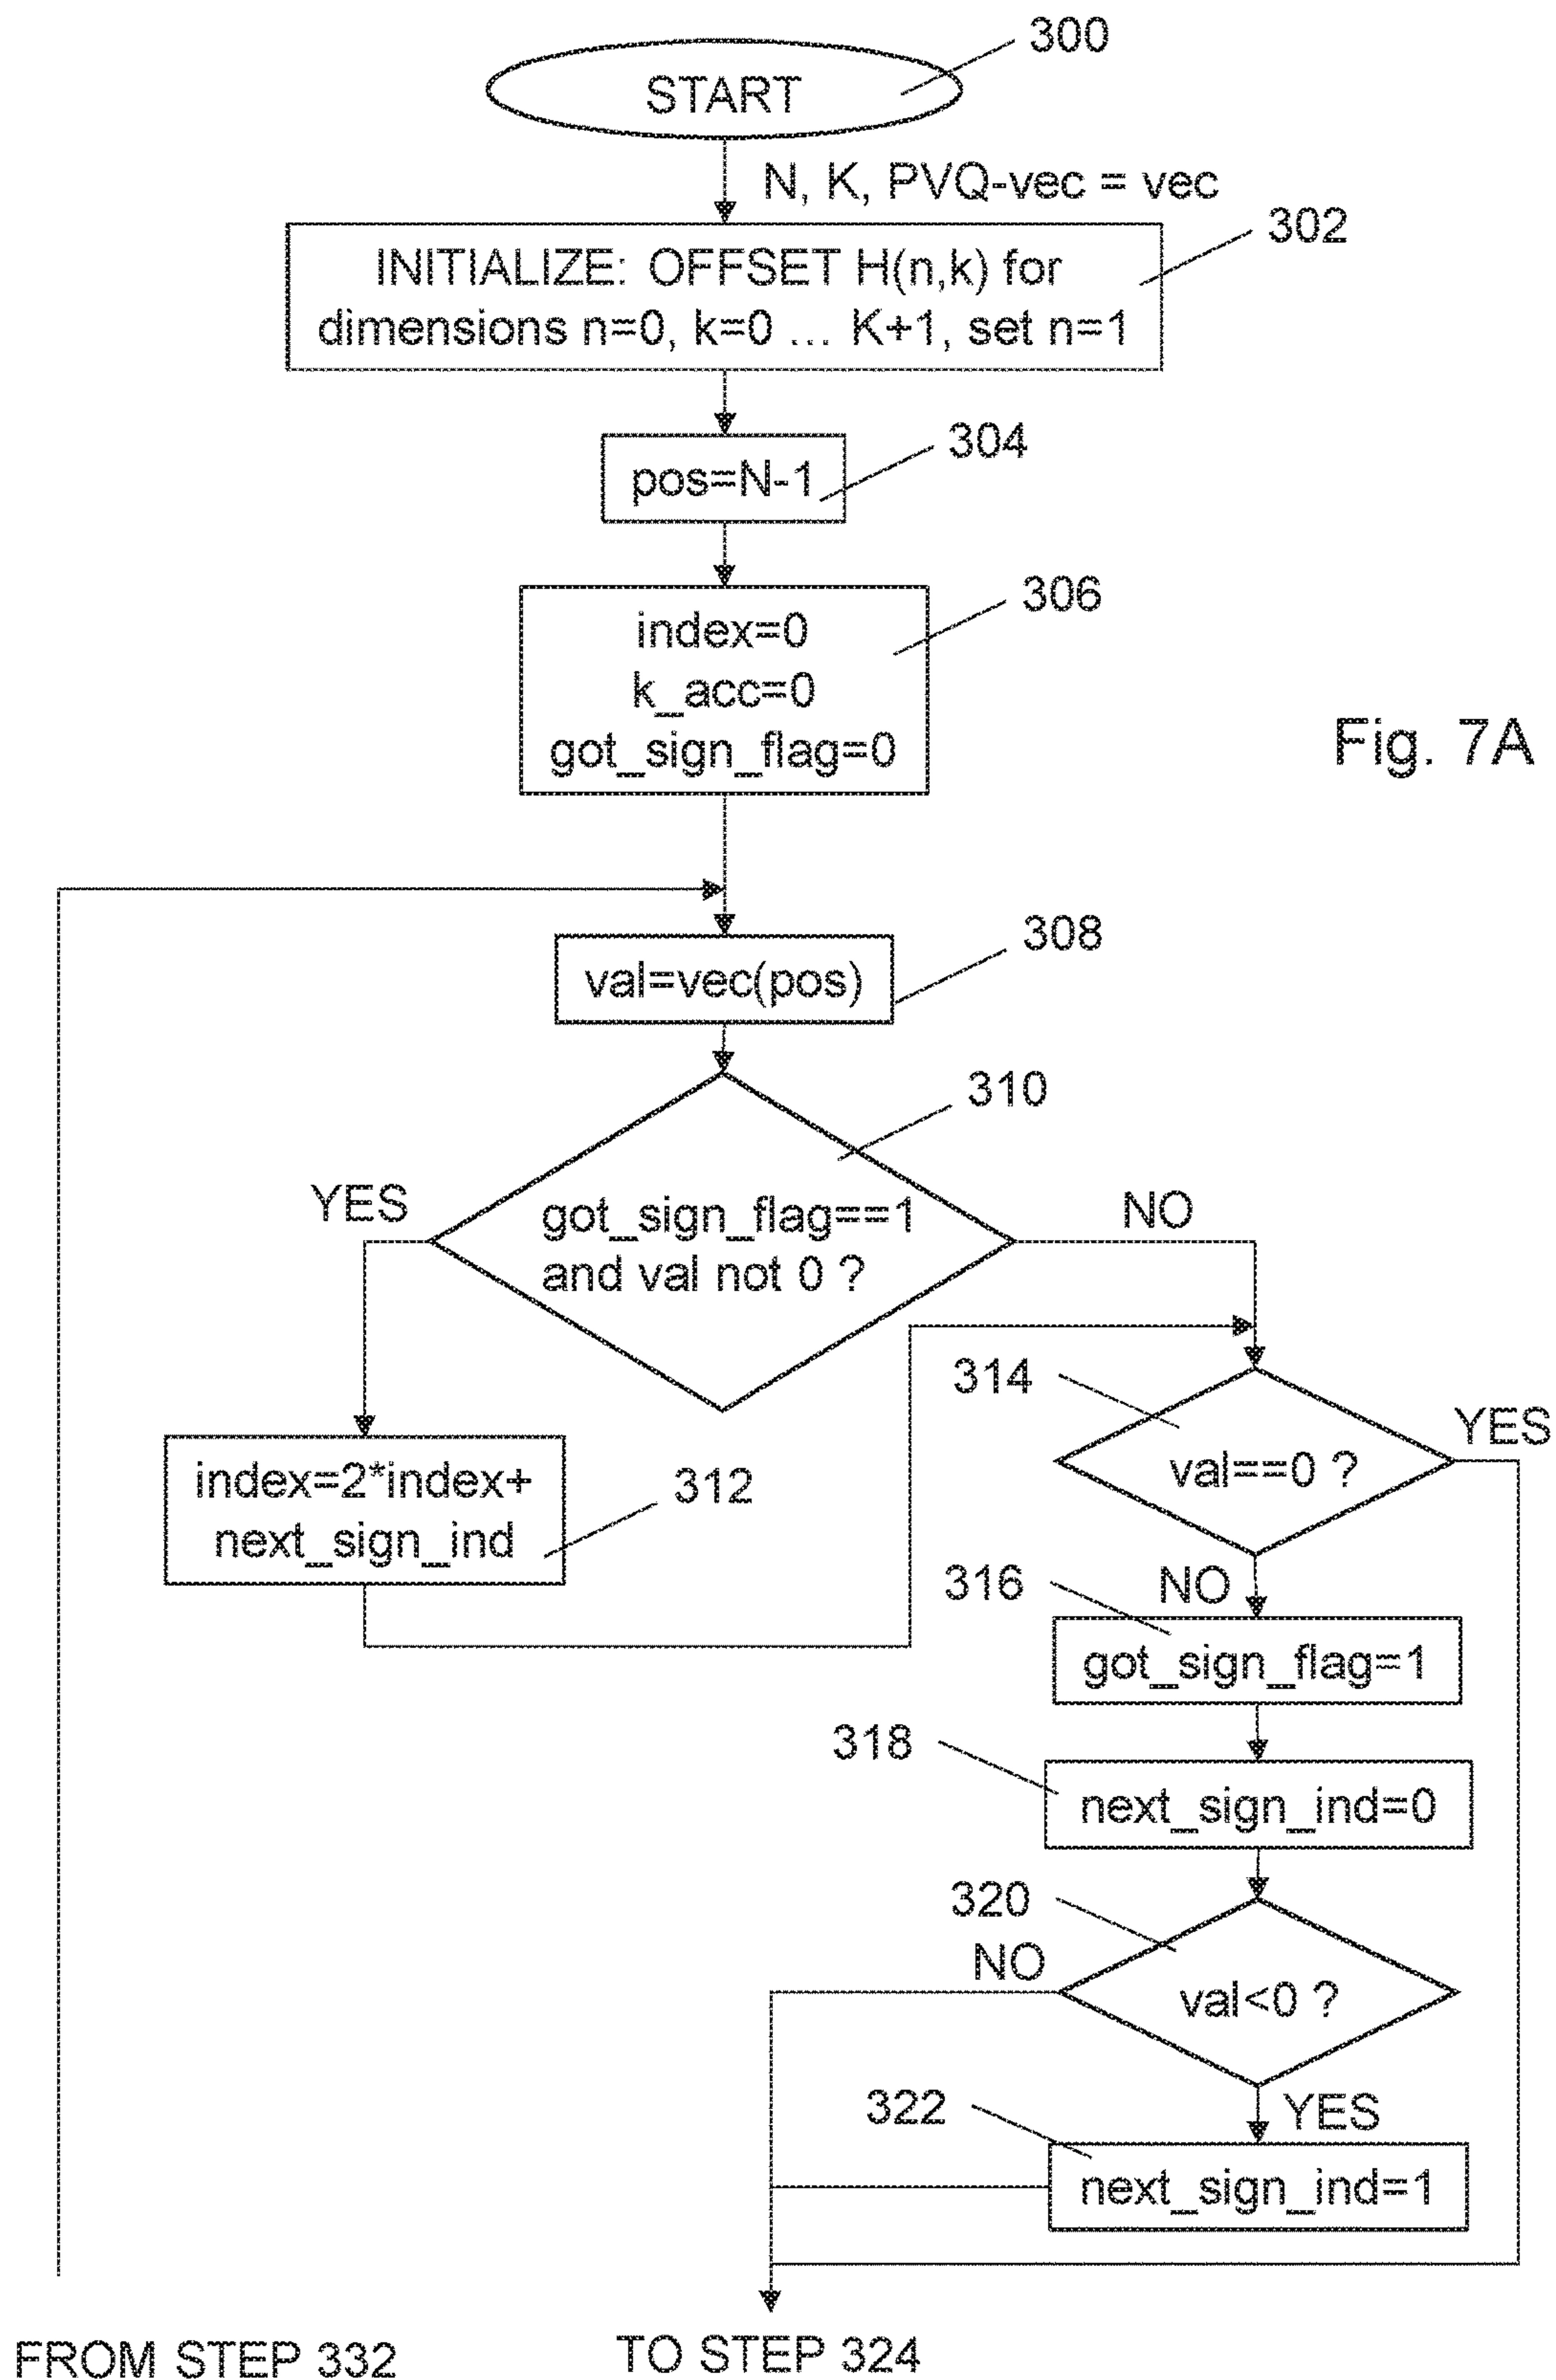 300
START
N, K, PVQ-vec = vec
302
INITIALIZE: OFFSET H(n,k) for
dimensions n=0, k=0 ... K+1, set n=1
304
pos=N-1
306
index=0
k_acc=0
got_sign_flag=0
Fig. 7A
308
val=vec(pos)
310
YES
got_sign_flag==1
and val not 0 ?
NO
314
YES
val==0 ?
index=2*index+
next_sign_ind
312
316
NO
got_sign_flag=1
318
next_sign_ind=0
320
NO
val<0 ?
322
YES
next_sign_ind=1
FROM STEP 332
TO STEP 324